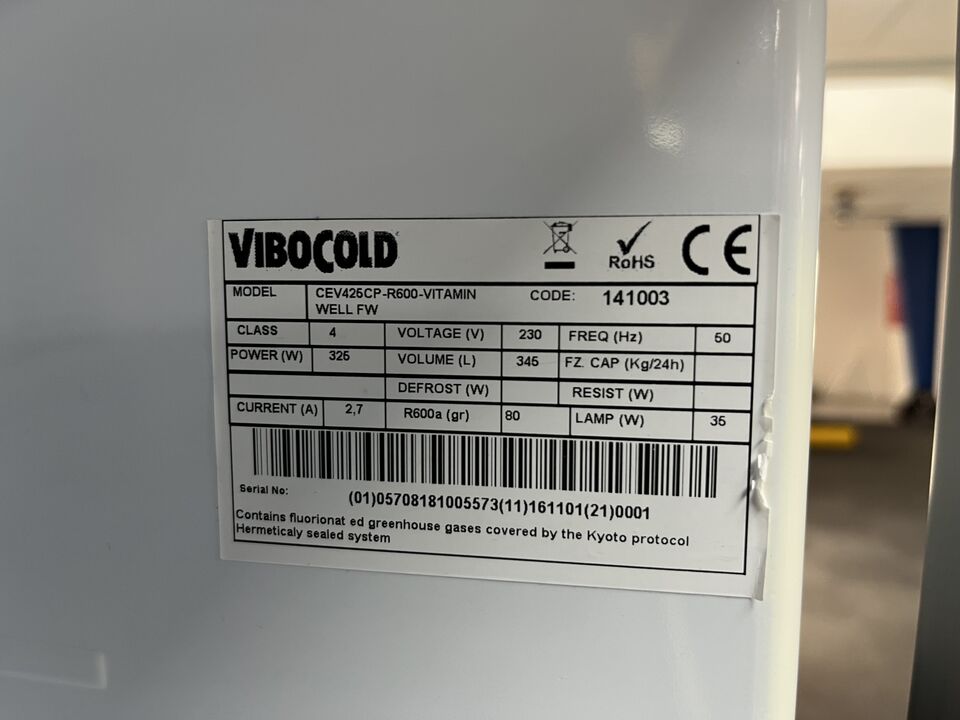 VIBOCOLD
RoHS CE
MODEL CEV425CP-R600-VITAMIN WELL FW CODE: 141003
CLASS 4 VOLTAGE (V) 230 FREQ (Hz) 50
POWER (W) 325 VOLUME (L) 345 FZ. CAP (Kg/24h)
DEFROST (W) RESIST (W)
CURRENT (A) 2,7 R600a (gr) 80 LAMP (W) 35
Serial No: (01)05708181005573(11)161101(21)0001
Contains fluorionat ed greenhouse gases covered by the Kyoto protocol
Hermeticaly sealed system